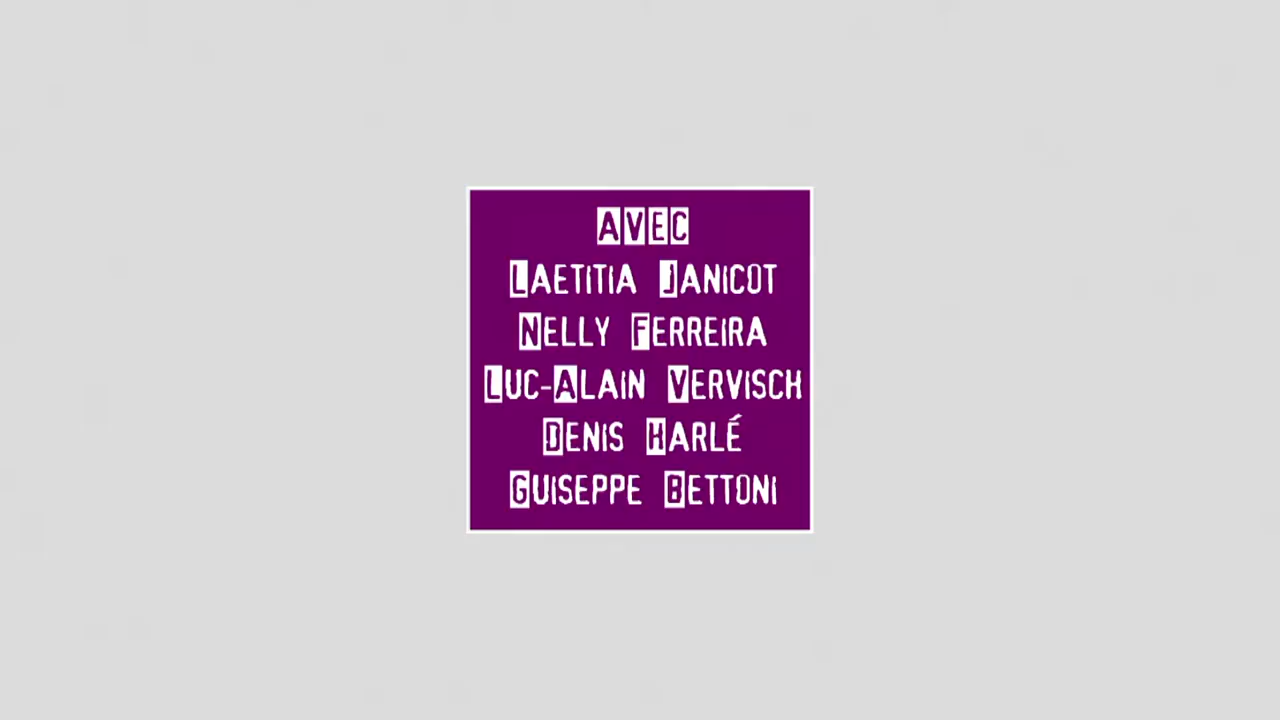 AVEC
LAETITIA JANICOT
NELLY FERREIRA
LUC-ALAIN VERVISCH
DENIS HARLÉ
GUISEPPE BETTONI